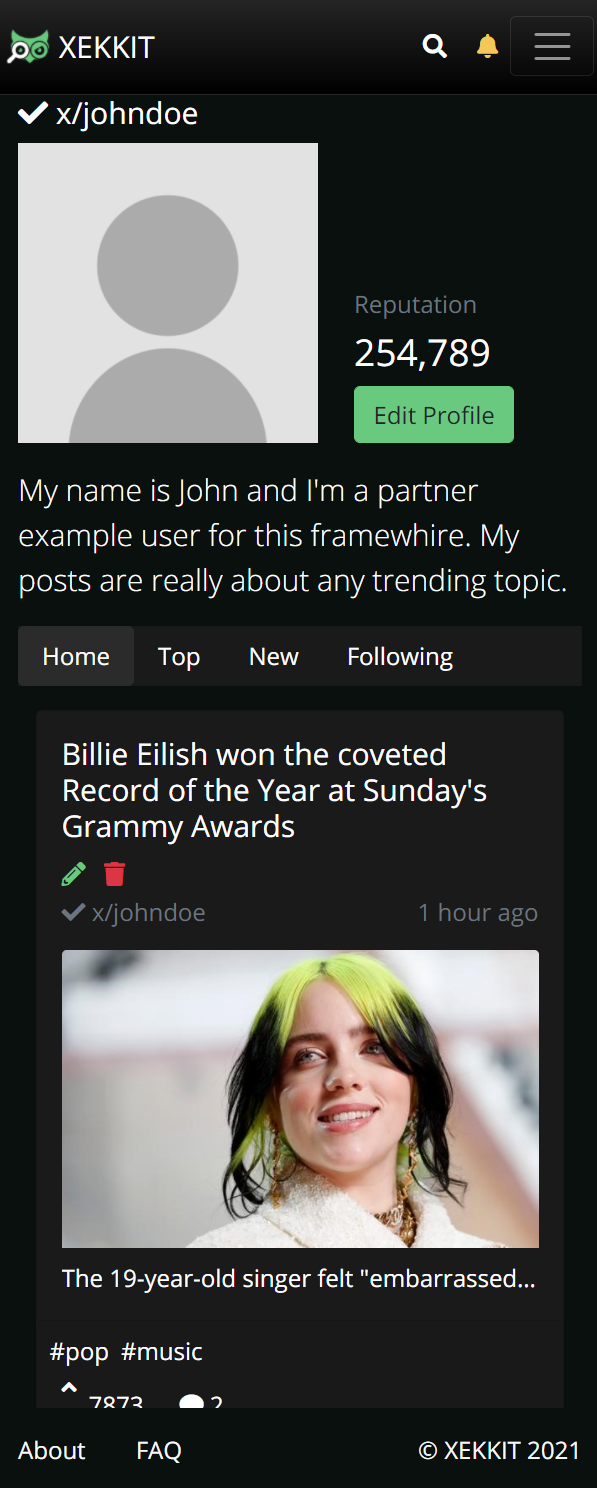 XEKKIT
x/johndoe
Reputation
254,789
Edit Profile
My name is John and I'm a partner
example user for this framewhire. My
posts are really about any trending topic.
Home Top New Following
Billie Eilish won the coveted
Record of the Year at Sunday's
Grammy Awards
x/johndoe 1 hour ago
The 19-year-old singer felt "embarrassed...
#pop #music
7873 2
About FAQ © XEKKIT 2021